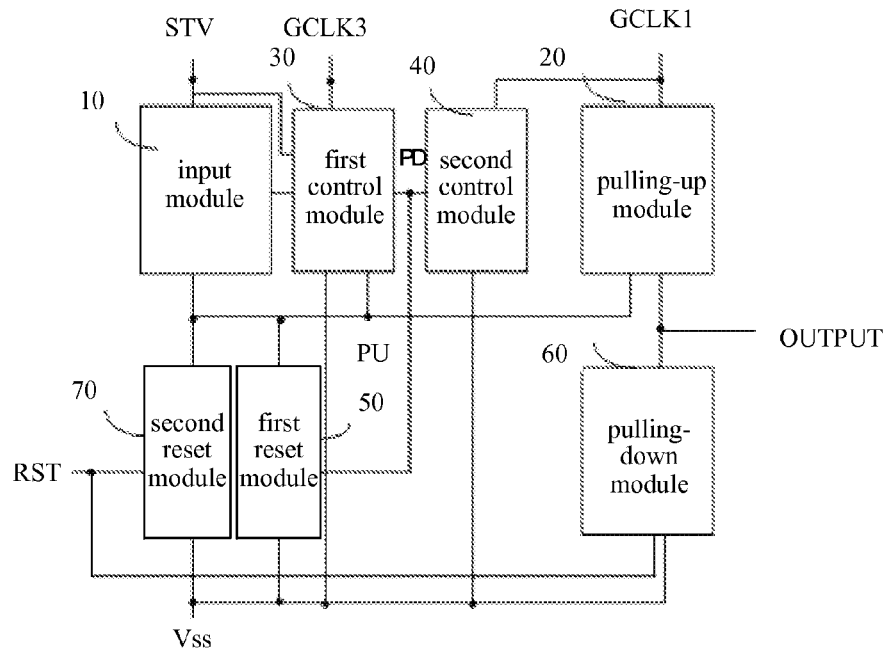 STV
GCLK3
GCLK1
30
40
20
10
input
module
first
control
module
PD
second
control
module
pulling-up
module
PU
OUTPUT
60
70
50
second
reset
module
first
reset
module
pulling-
down
module
RST
Vss